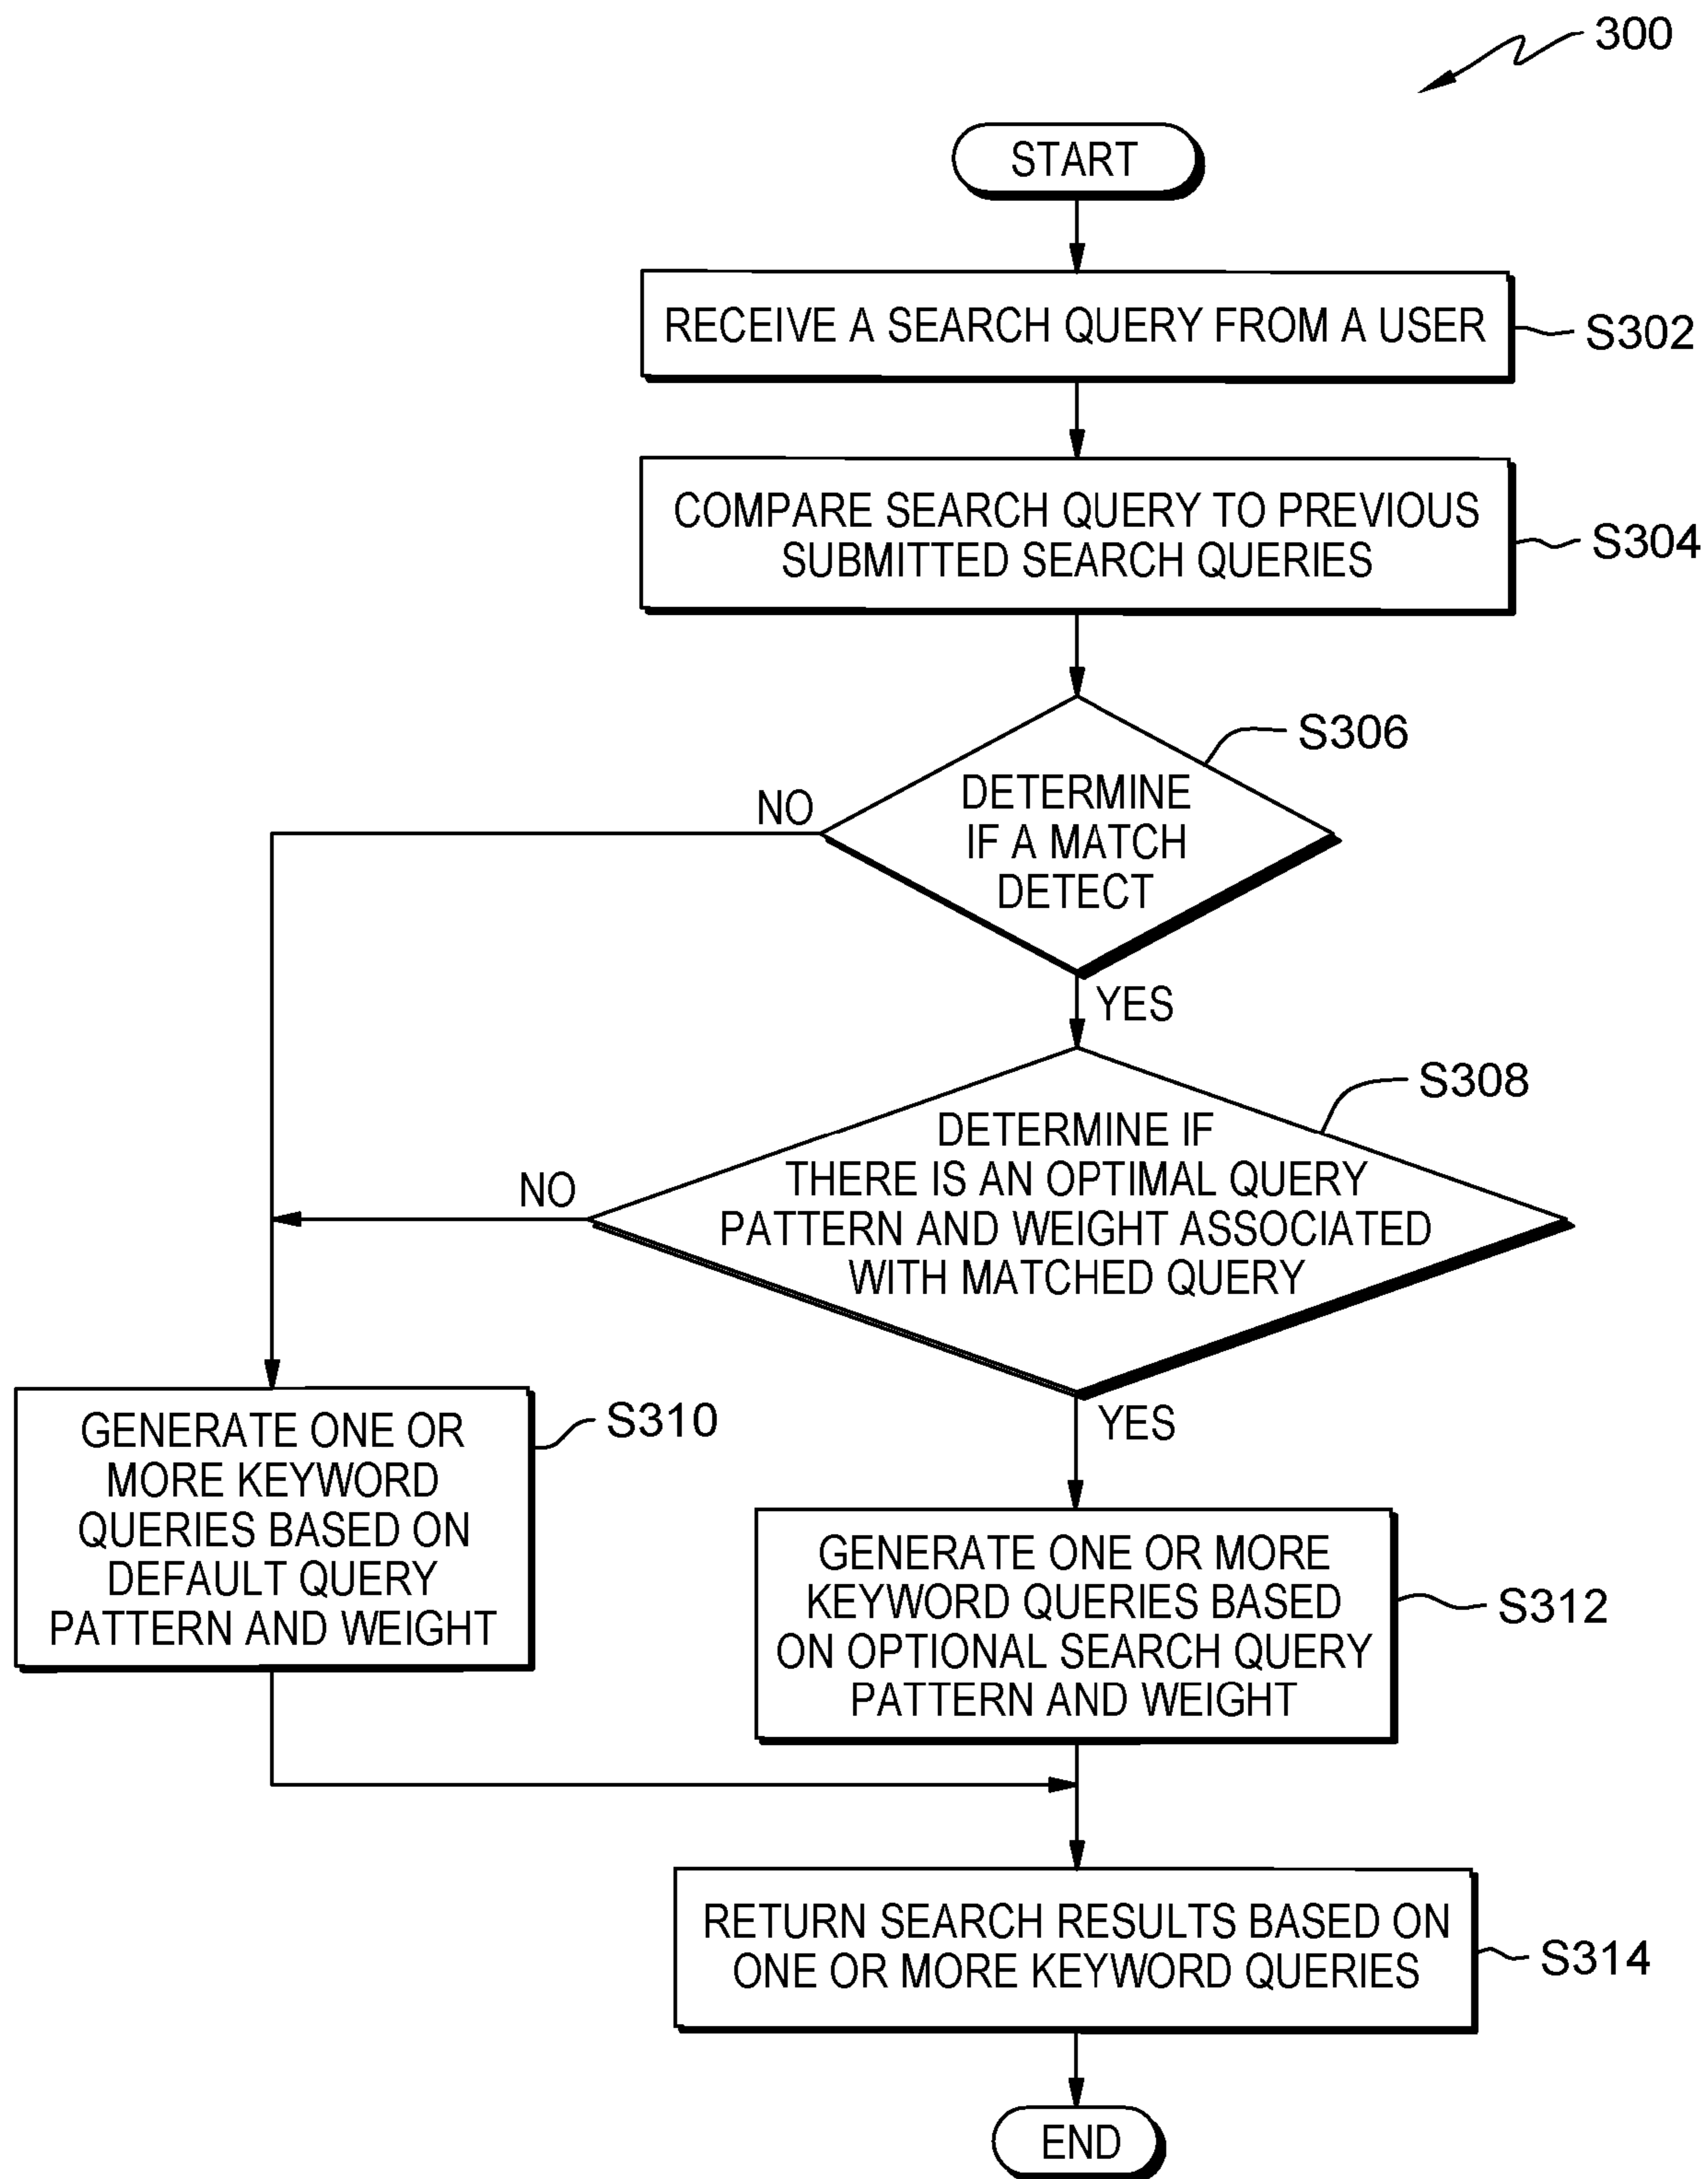 300
START
RECEIVE A SEARCH QUERY FROM A USER
S302
COMPARE SEARCH QUERY TO PREVIOUS
SUBMITTED SEARCH QUERIES
S304
S306
DETERMINE
IF A MATCH
DETECT
NO
YES
S308
DETERMINE IF
THERE IS AN OPTIMAL QUERY
PATTERN AND WEIGHT ASSOCIATED
WITH MATCHED QUERY
NO
YES
GENERATE ONE OR
MORE KEYWORD
QUERIES BASED ON
DEFAULT QUERY
PATTERN AND WEIGHT
S310
GENERATE ONE OR MORE
KEYWORD QUERIES BASED
ON OPTIONAL SEARCH QUERY
PATTERN AND WEIGHT
S312
RETURN SEARCH RESULTS BASED ON
ONE OR MORE KEYWORD QUERIES
S314
END